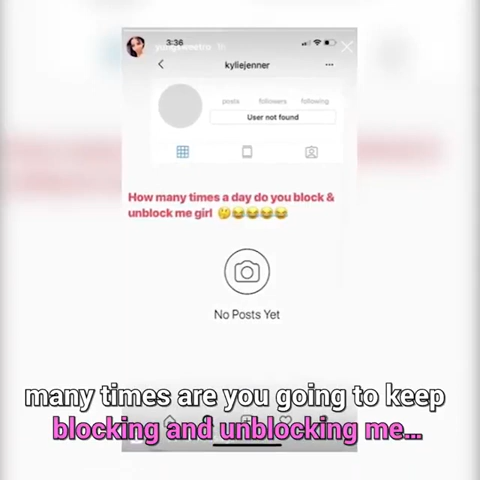 3:36
kyliejenner
posts followers following
User not found
How many times a day do you block &
unblock me girl 🤔😂😂😂😂
No Posts Yet
many times are you going to keep
blocking and unblocking me...